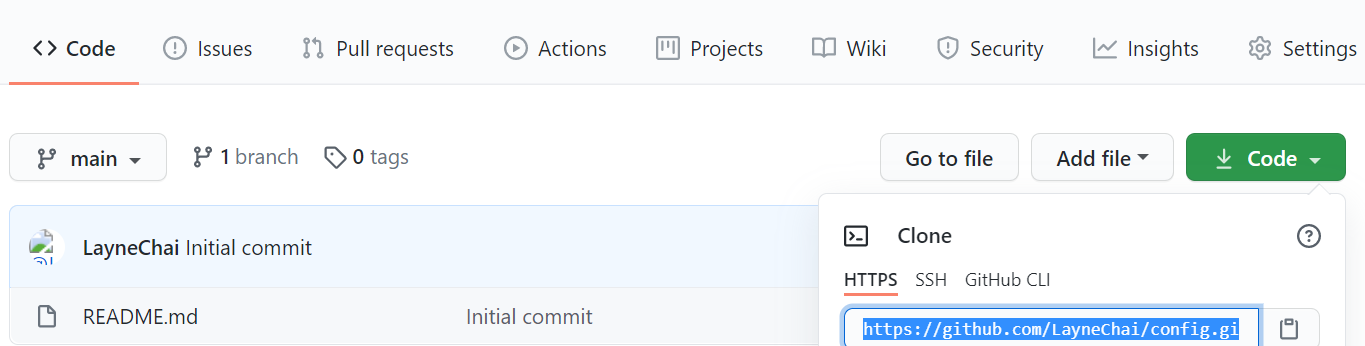 Code Issues Pull requests Actions Projects Wiki Security Insights Settings
main 1 branch 0 tags Go to file Add file Code
LayneChai Initial commit
Clone
HTTPS SSH GitHub CLI
README.md Initial commit
https://github.com/LayneChai/config.gi